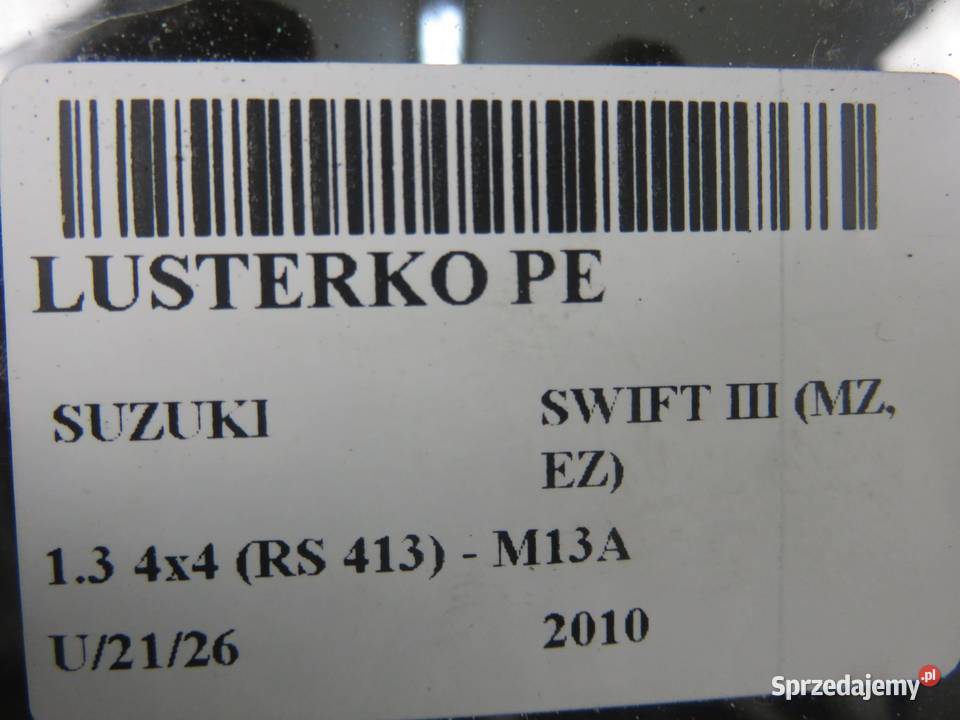 LUSTERKO PE
SUZUKI
SWIFT III (MZ,
EZ)
1.3 4x4 (RS 413) - M13A
U/21/26
2010
Sprzedajemy.pl